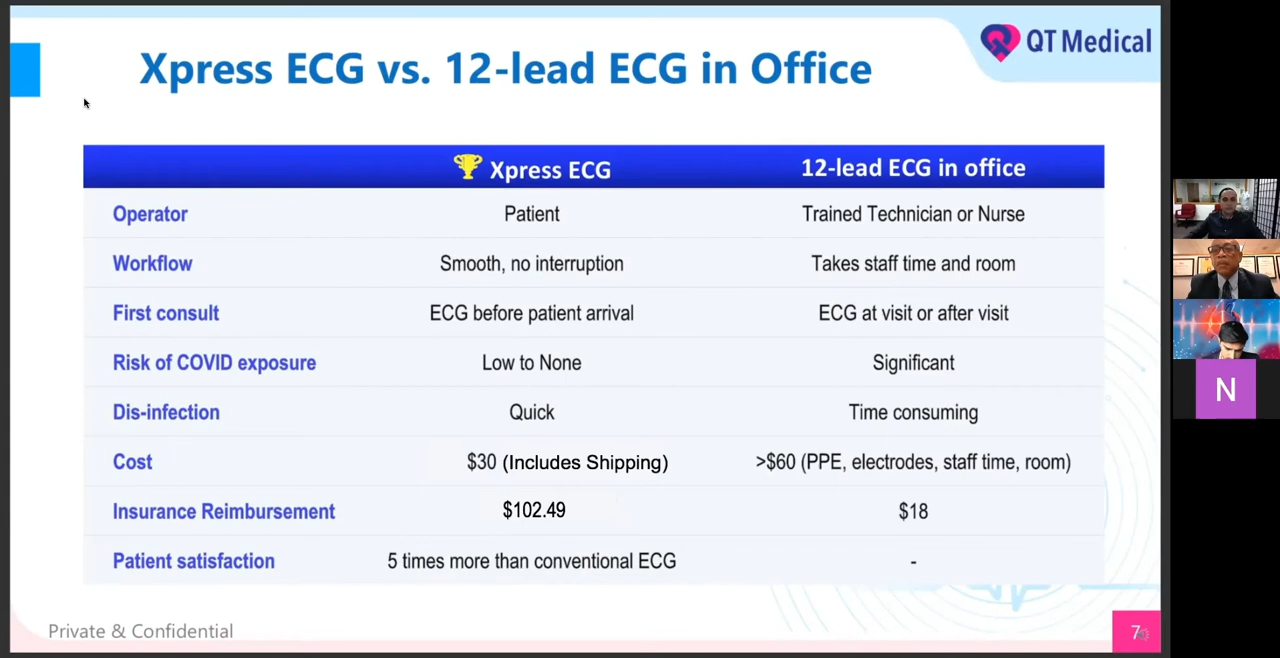 QT Medical
Xpress ECG vs. 12-lead ECG in Office
Xpress ECG 12-lead ECG in office
Operator Patient Trained Technician or Nurse
Workflow Smooth, no interruption Takes staff time and room
First consult ECG before patient arrival ECG at visit or after visit
Risk of COVID exposure Low to None Significant
Dis-infection Quick Time consuming
Cost $30 (Includes Shipping) >$60 (PPE, electrodes, staff time, room)
Insurance Reimbursement $102.49 $18
Patient satisfaction 5 times more than conventional ECG -
Private & Confidential
7
N